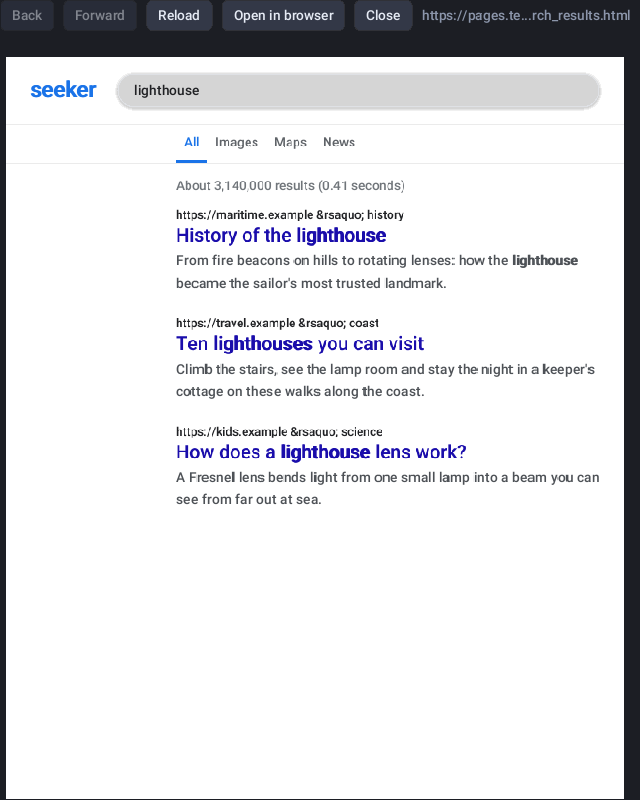 Back Forward Reload Open in browser Close https://pages.te...rch_results.html
seeker lighthouse
All Images Maps News
About 3,140,000 results (0.41 seconds)
https://maritime.example &rsaquo; history
History of the lighthouse
From fire beacons on hills to rotating lenses: how the lighthouse
became the sailor's most trusted landmark.
https://travel.example &rsaquo; coast
Ten lighthouses you can visit
Climb the stairs, see the lamp room and stay the night in a keeper's
cottage on these walks along the coast.
https://kids.example &rsaquo; science
How does a lighthouse lens work?
A Fresnel lens bends light from one small lamp into a beam you can
see from far out at sea.